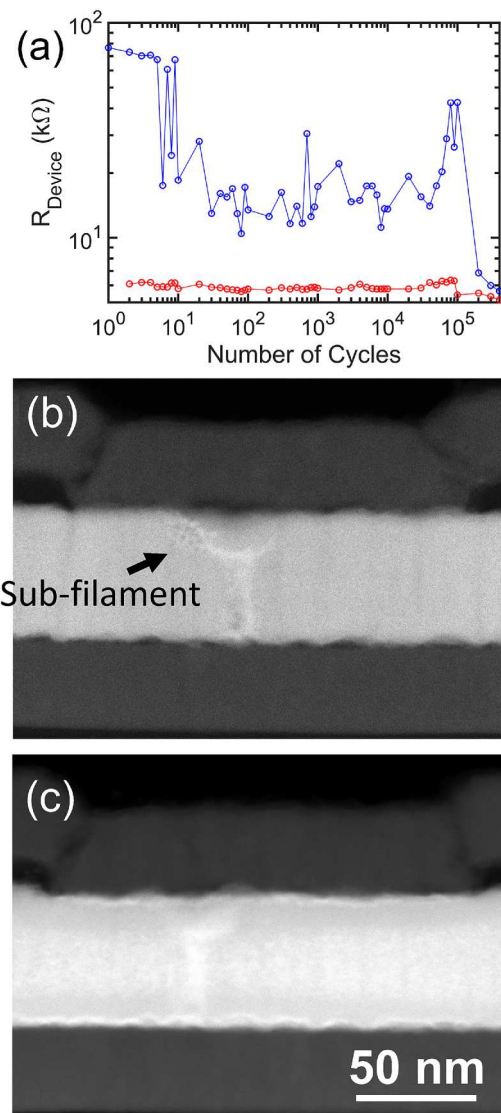 (a)
R_Device (kΩ)
10²
10¹
10⁰ 10¹ 10² 10³ 10⁴ 10⁵
Number of Cycles
(b)
Sub-filament
(c)
50 nm